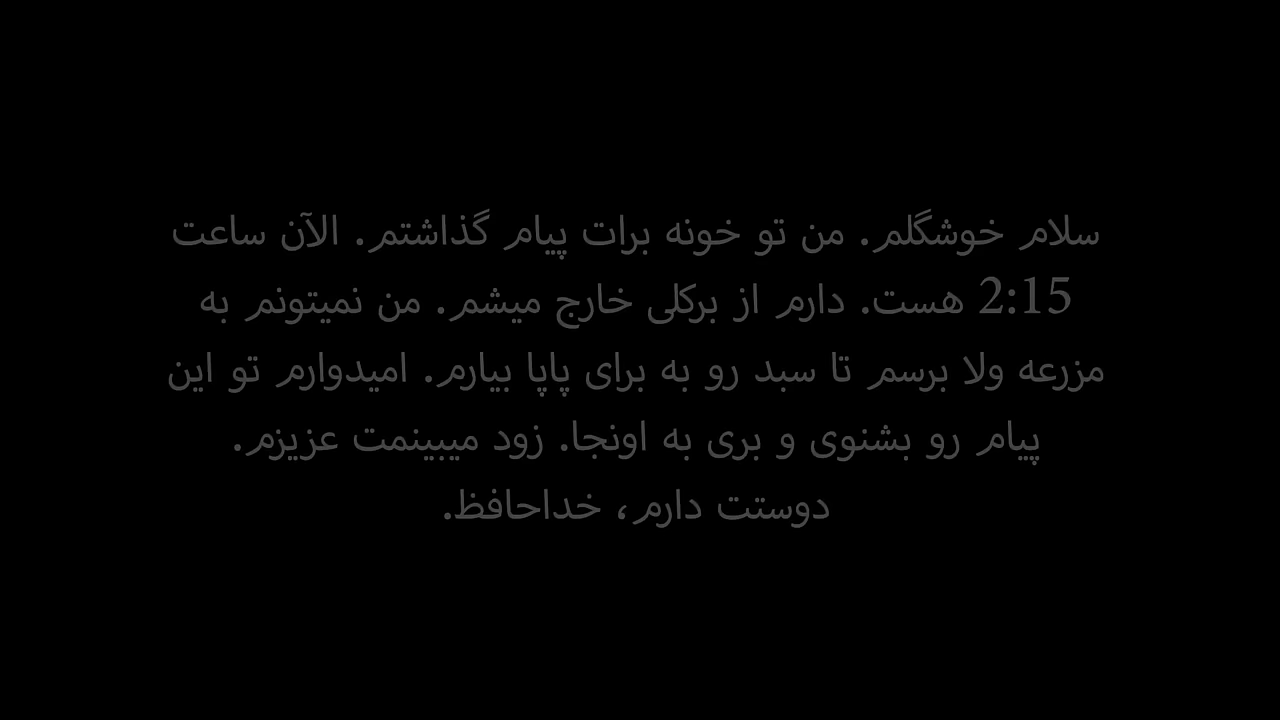 سلام خوشگلم. من تو خونه برات پیام گذاشتم. الآن ساعت
2:15 هست. دارم از برکلی خارج میشم. من نمیتونم به
مزرعه ولا برسم تا سبد رو به برای پاپا بیارم. امیدوارم تو این
پیام رو بشنوی و بری به اونجا. زود میبینمت عزیزم.
دوستت دارم، خداحافظ.